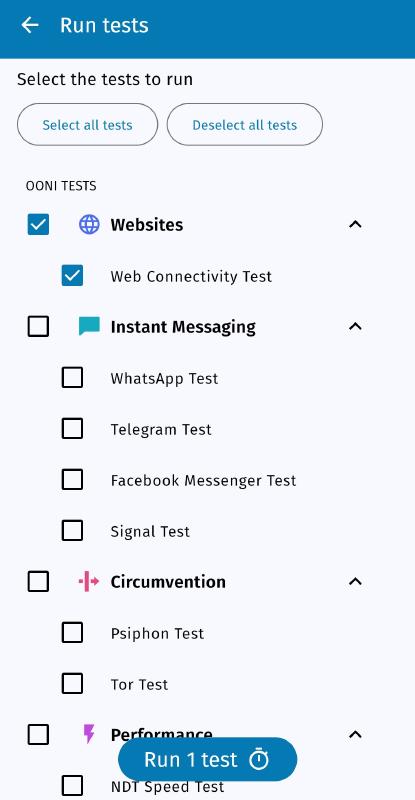 Run tests
Select the tests to run
Select all tests
Deselect all tests
OONI TESTS
Websites
Web Connectivity Test
Instant Messaging
WhatsApp Test
Telegram Test
Facebook Messenger Test
Signal Test
Circumvention
Psiphon Test
Tor Test
Performance
Run 1 test
NDT Speed Test